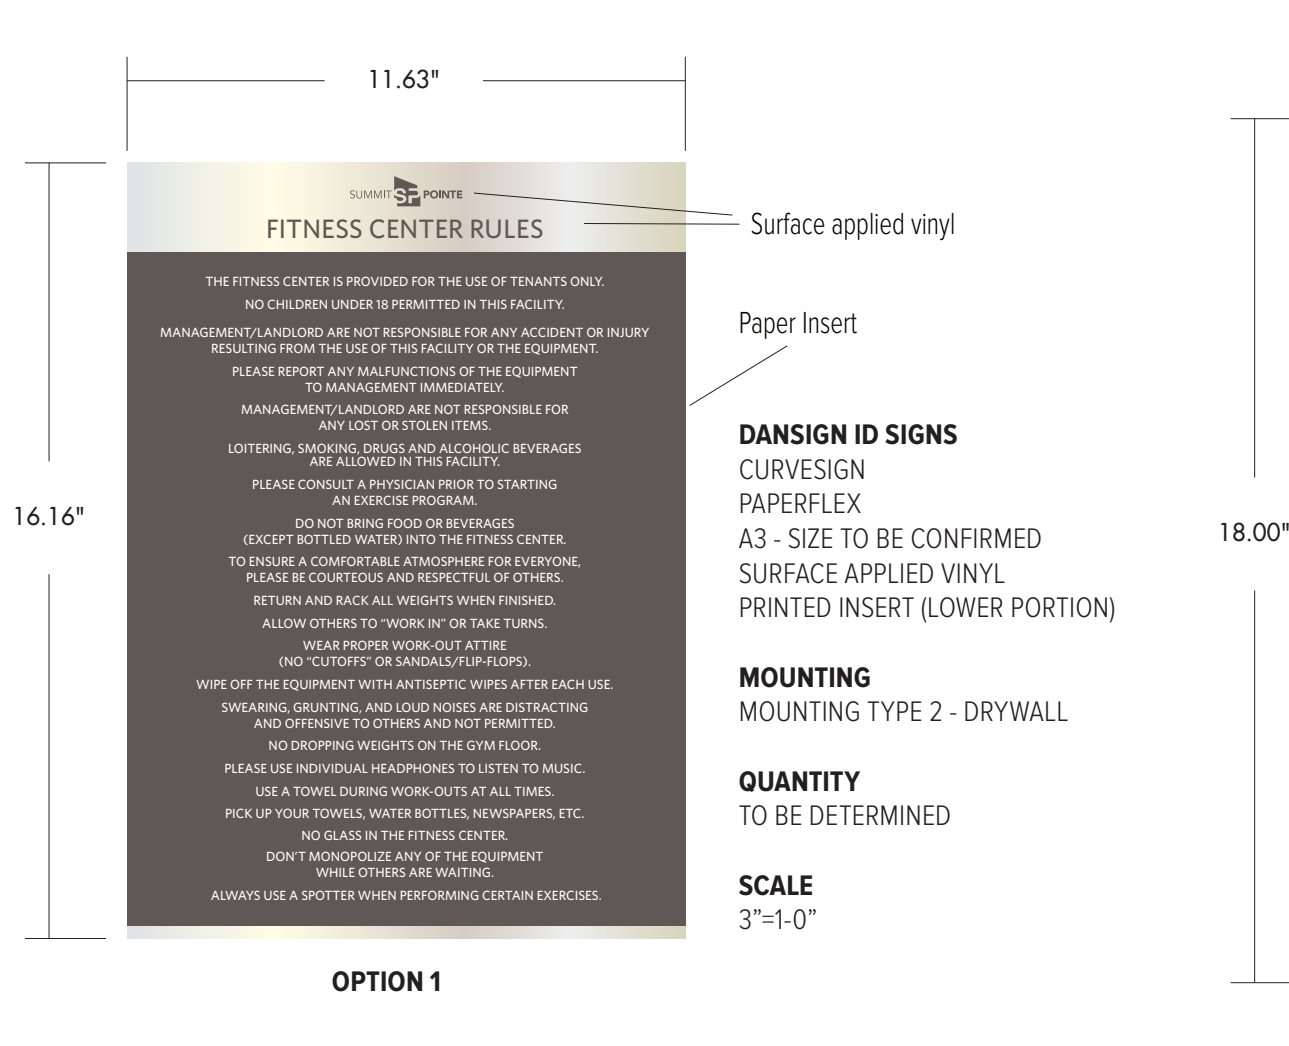 11.63"
16.16"
SUMMIT SP POINTE
FITNESS CENTER RULES
THE FITNESS CENTER IS PROVIDED FOR THE USE OF TENANTS ONLY.
NO CHILDREN UNDER 18 PERMITTED IN THIS FACILITY.
MANAGEMENT/LANDLORD ARE NOT RESPONSIBLE FOR ANY ACCIDENT OR INJURY
RESULTING FROM THE USE OF THIS FACILITY OR THE EQUIPMENT.
PLEASE REPORT ANY MALFUNCTIONS OF THE EQUIPMENT
TO MANAGEMENT IMMEDIATELY.
MANAGEMENT/LANDLORD ARE NOT RESPONSIBLE FOR
ANY LOST OR STOLEN ITEMS.
LOITERING, SMOKING, DRUGS AND ALCOHOLIC BEVERAGES
ARE ALLOWED IN THIS FACILITY.
PLEASE CONSULT A PHYSICIAN PRIOR TO STARTING
AN EXERCISE PROGRAM.
DO NOT BRING FOOD OR BEVERAGES
(EXCEPT BOTTLED WATER) INTO THE FITNESS CENTER.
TO ENSURE A COMFORTABLE ATMOSPHERE FOR EVERYONE,
PLEASE BE COURTEOUS AND RESPECTFUL OF OTHERS.
RETURN AND RACK ALL WEIGHTS WHEN FINISHED.
ALLOW OTHERS TO “WORK IN” OR TAKE TURNS.
WEAR PROPER WORK-OUT ATTIRE
(NO “CUTOFFS” OR SANDALS/FLIP-FLOPS).
WIPE OFF THE EQUIPMENT WITH ANTISEPTIC WIPES AFTER EACH USE.
SWEARING, GRUNTING, AND LOUD NOISES ARE DISTRACTING
AND OFFENSIVE TO OTHERS AND NOT PERMITTED.
NO DROPPING WEIGHTS ON THE GYM FLOOR.
PLEASE USE INDIVIDUAL HEADPHONES TO LISTEN TO MUSIC.
USE A TOWEL DURING WORK-OUTS AT ALL TIMES.
PICK UP YOUR TOWELS, WATER BOTTLES, NEWSPAPERS, ETC.
NO GLASS IN THE FITNESS CENTER.
DON’T MONOPOLIZE ANY OF THE EQUIPMENT
WHILE OTHERS ARE WAITING.
ALWAYS USE A SPOTTER WHEN PERFORMING CERTAIN EXERCISES.
OPTION 1
Surface applied vinyl
Paper Insert
DANSIGN ID SIGNS
CURVESIGN
PAPERFLEX
A3 - SIZE TO BE CONFIRMED
SURFACE APPLIED VINYL
PRINTED INSERT (LOWER PORTION)
MOUNTING
MOUNTING TYPE 2 - DRYWALL
QUANTITY
TO BE DETERMINED
SCALE
3”=1-0”
18.00"